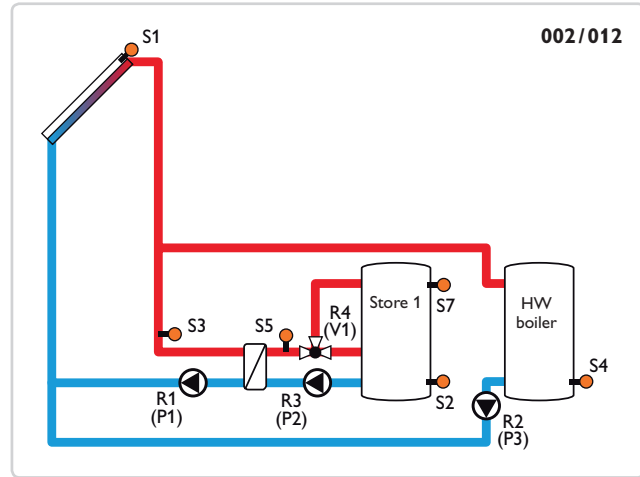 S1
002/012
S3
S5
R4
(V1)
Store 1
S7
HW
boiler
R1
(P1)
R3
(P2)
S2
S4
R2
(P3)